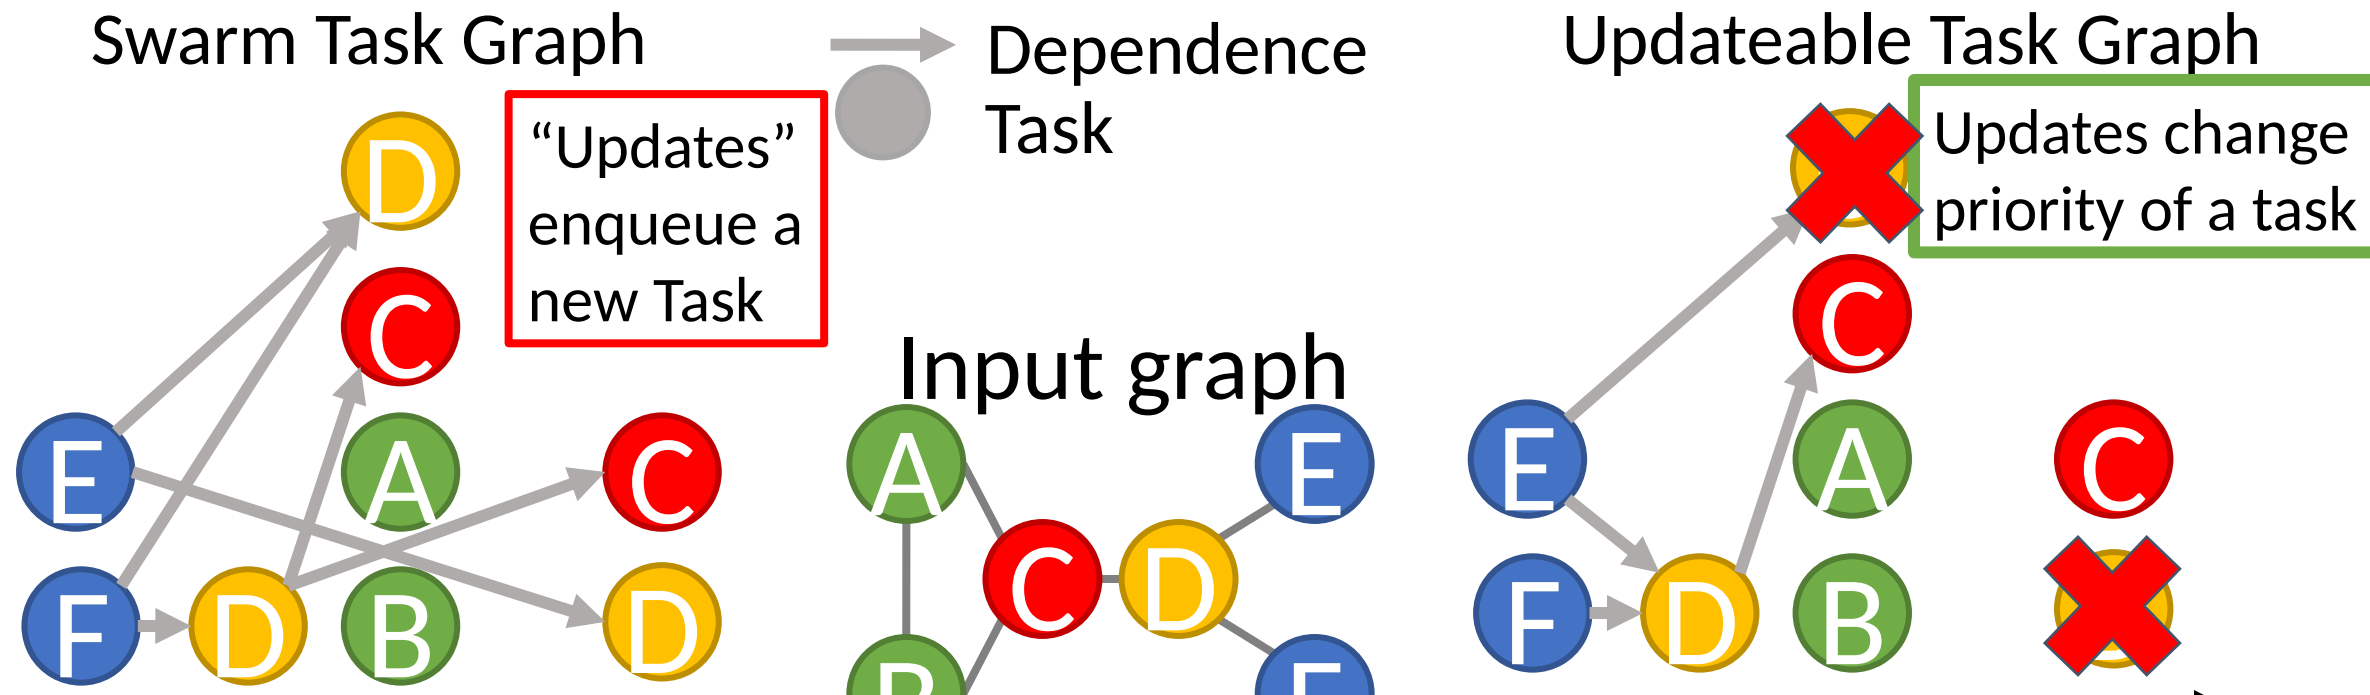 Swarm Task Graph
Dependence
Task
Updateable Task Graph
“Updates”
enqueue a
new Task
Updates change
priority of a task
D
C
E
A
C
F
D
B
D
Input graph
A
E
C
D
B
C
E
A
C
F
D
B